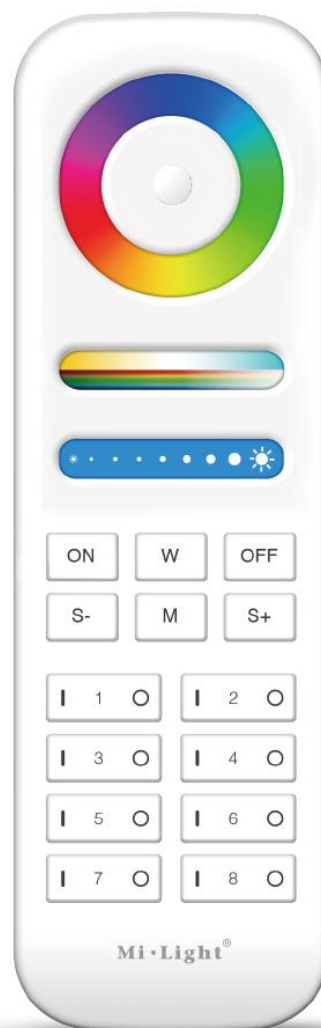 ON W OFF
S- M S+
I 1 O I 2 O
I 3 O I 4 O
I 5 O I 6 O
I 7 O I 8 O
Mi·Light®